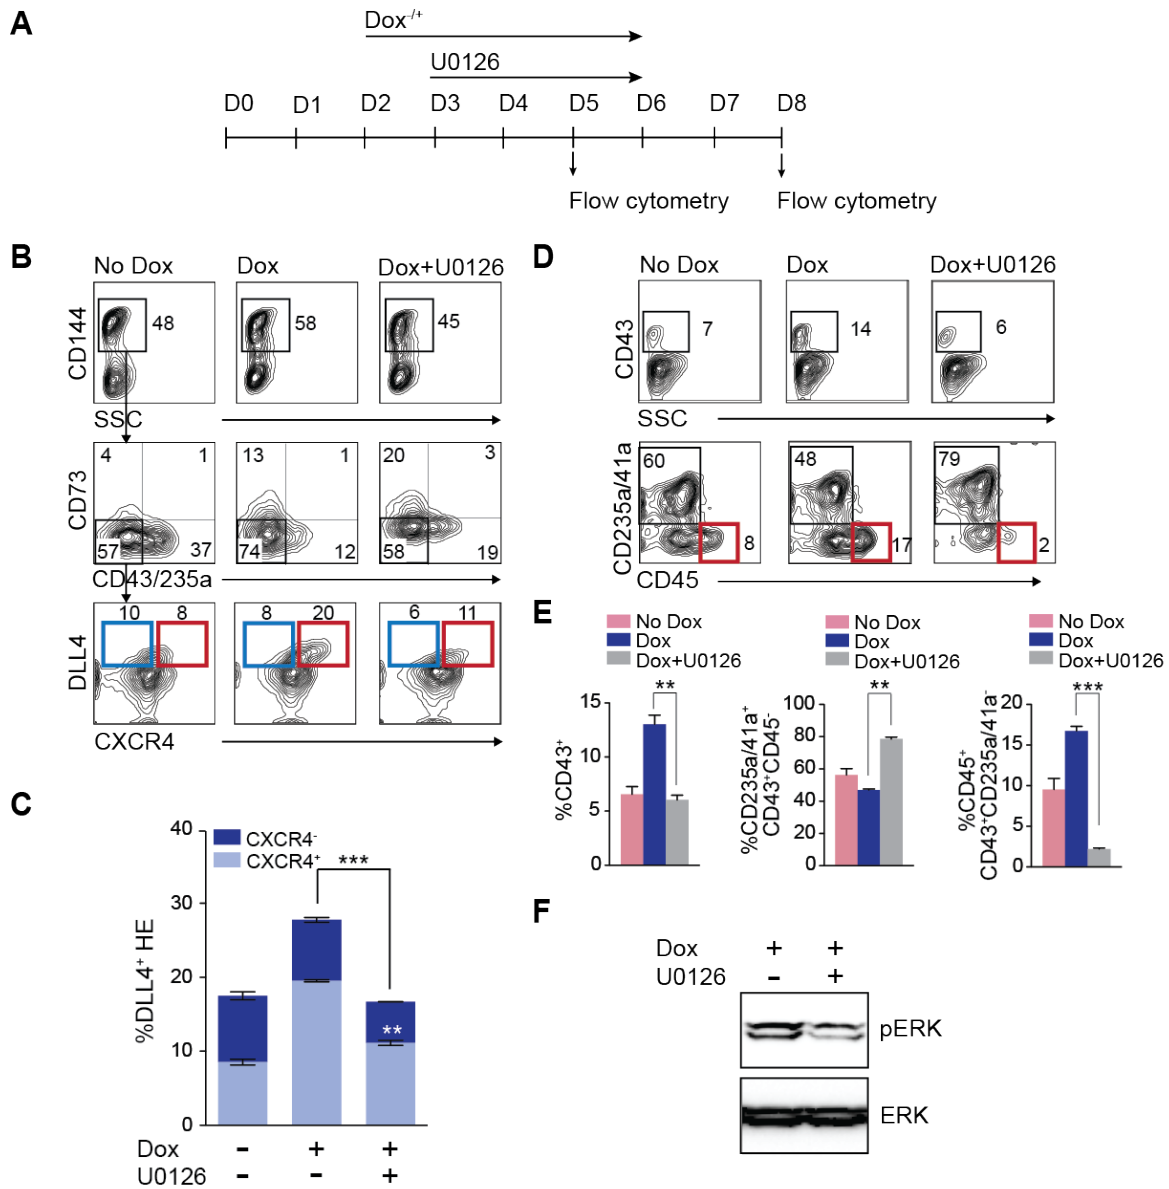 A
Dox-/+
U0126
D0 D1 D2 D3 D4 D5 D6 D7 D8
Flow cytometry Flow cytometry
B
No Dox Dox Dox+U0126
CD144
48 58 45
SSC
CD73
4 1 13 1 20 3
57 37 74 12 58 19
CD43/235a
DLL4
10 8 8 20 6 11
CXCR4
C
CXCR4-
CXCR4+
%DLL4+ HE
40
30
20
10
0
***
**
Dox - + +
U0126 - - +
D
No Dox Dox Dox+U0126
CD43
7 14 6
SSC
CD235a/41a
60 48 79
8 17 2
CD45
E
No Dox
Dox
Dox+U0126
%CD43+
15
10
5
0
**
No Dox
Dox
Dox+U0126
%CD235a/41a+
CD43+CD45-
100
80
60
40
20
0
**
No Dox
Dox
Dox+U0126
%CD45+
CD43+CD235a/41a-
20
15
10
5
0
***
F
Dox + +
U0126 - +
pERK
ERK